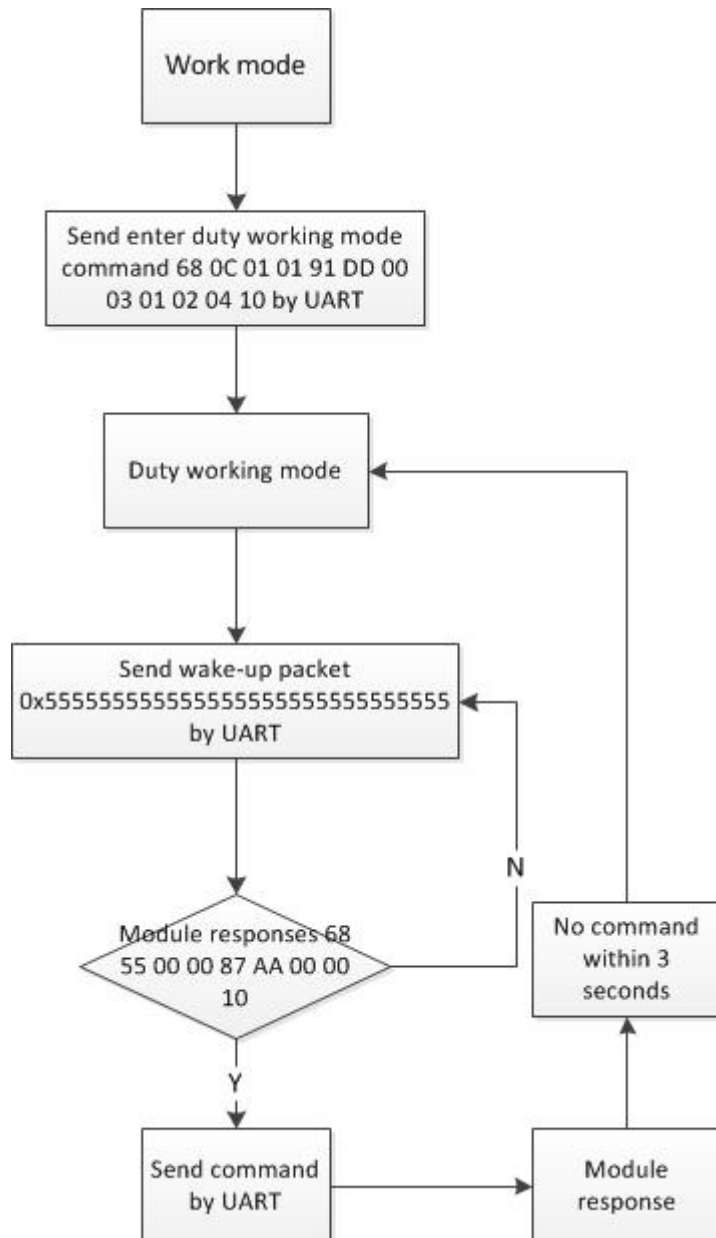 Work mode
Send enter duty working mode
command 68 0C 01 01 91 DD 00
03 01 02 04 10 by UART
Duty working mode
Send wake-up packet
0x555555555555555555555555555555
by UART
N
Module responses 68
55 00 00 87 AA 00 00
10
No command
within 3
seconds
Y
Send command
by UART
Module
response